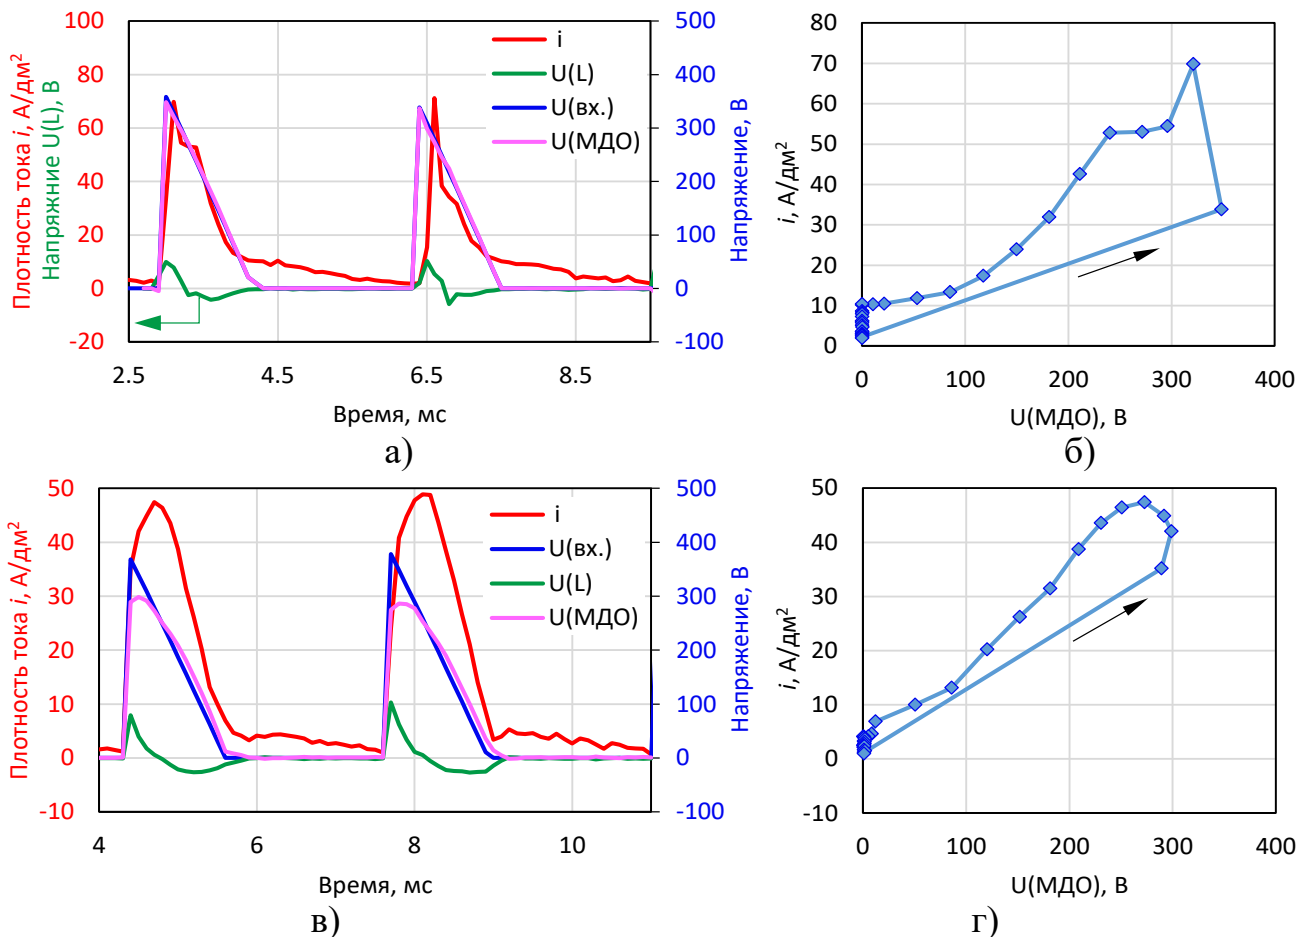 Плотность тока i, А/дм²
Напряжние U(L), В
100
80
60
40
20
0
-20
500
400
300
200
100
0
-100
Напряжение, В
i
U(L)
U(вх.)
U(МДО)
2.5 4.5 6.5 8.5
Время, мс
а)
i, А/дм²
80
70
60
50
40
30
20
10
0
0 100 200 300 400
U(МДО), В
б)
Плотность тока i, А/дм²
50
40
30
20
10
0
-10
500
400
300
200
100
0
-100
Напряжение, В
i
U(вх.)
U(L)
U(МДО)
4 6 8 10
Время, мс
в)
i, А/дм²
50
40
30
20
10
0
-10
0 100 200 300 400
U(МДО), В
г)